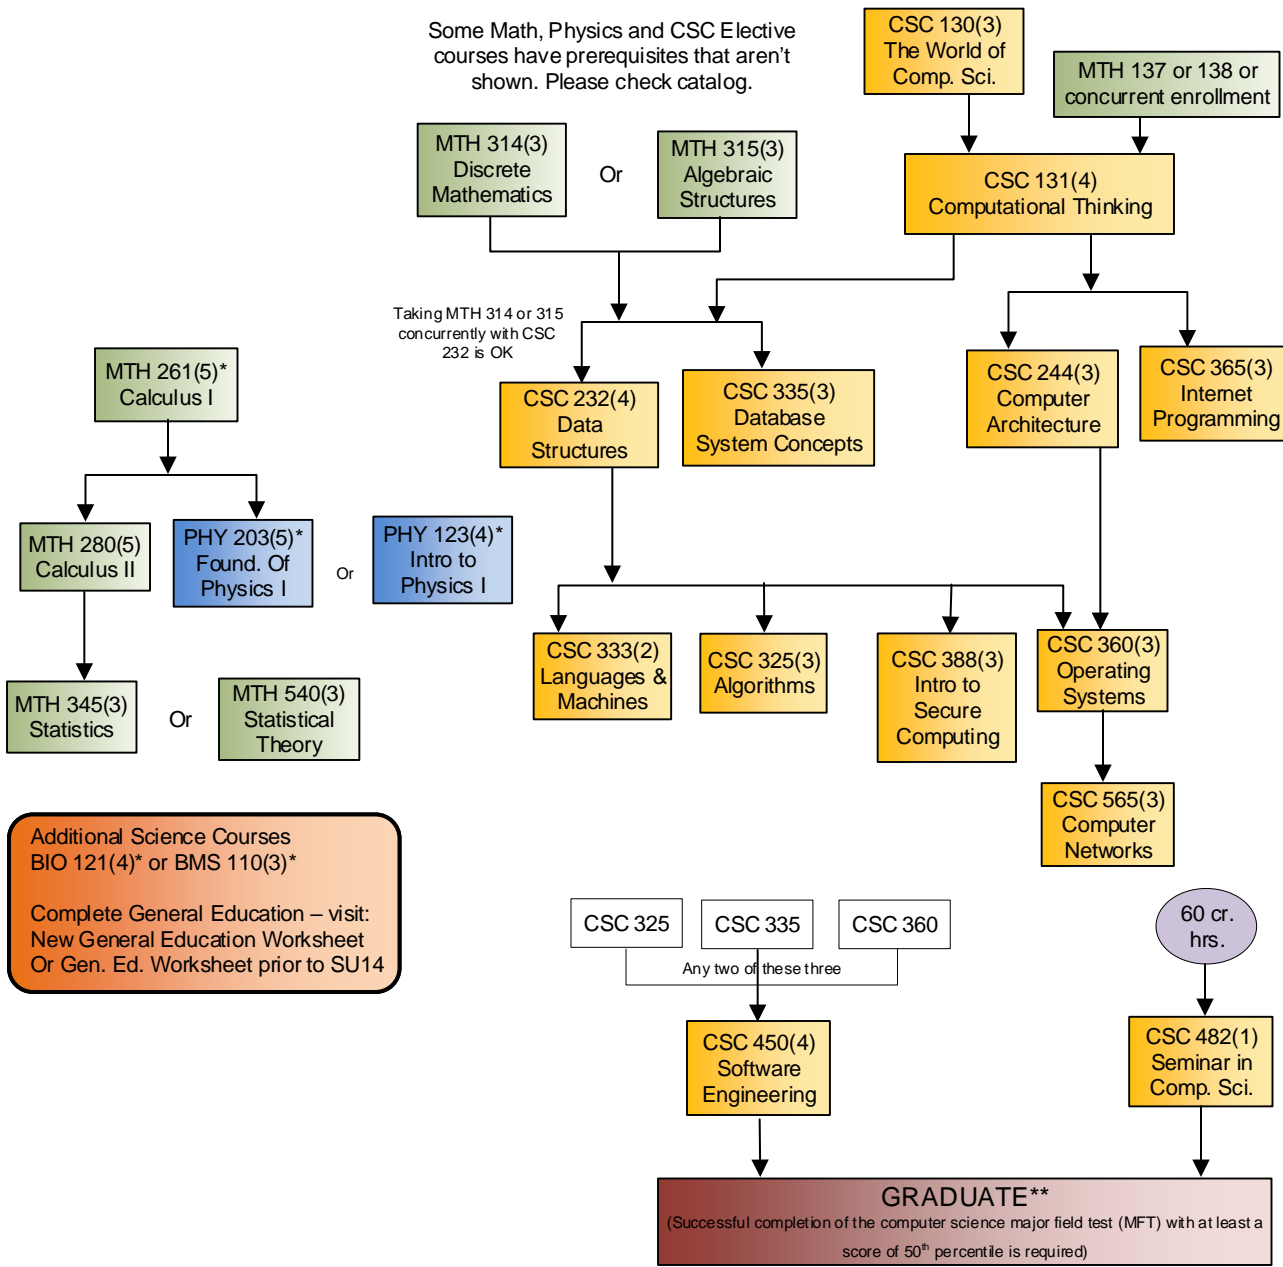 Some Math, Physics and CSC Elective
courses have prerequisites that aren't
shown. Please check catalog.
CSC 130(3)
The World of
Comp. Sci.
MTH 137 or 138 or
concurrent enrollment
MTH 314(3)
Discrete
Mathematics
Or
MTH 315(3)
Algebraic
Structures
CSC 131(4)
Computational Thinking
Taking MTH 314 or 315
concurrently with CSC
232 is OK
MTH 261(5)*
Calculus I
CSC 232(4)
Data
Structures
CSC 335(3)
Database
System Concepts
CSC 244(3)
Computer
Architecture
CSC 365(3)
Internet
Programming
MTH 280(5)
Calculus II
PHY 203(5)*
Found. Of
Physics I
Or
PHY 123(4)*
Intro to
Physics I
MTH 345(3)
Statistics
Or
MTH 540(3)
Statistical
Theory
CSC 333(2)
Languages &
Machines
CSC 325(3)
Algorithms
CSC 388(3)
Intro to
Secure
Computing
CSC 360(3)
Operating
Systems
CSC 565(3)
Computer
Networks
Additional Science Courses
BIO 121(4)* or BMS 110(3)*
Complete General Education – visit:
New General Education Worksheet
Or Gen. Ed. Worksheet prior to SU14
CSC 325
CSC 335
CSC 360
Any two of these three
60 cr.
hrs.
CSC 450(4)
Software
Engineering
CSC 482(1)
Seminar in
Comp. Sci.
GRADUATE**
(Successful completion of the computer science major field test (MFT) with at least a
score of 50th percentile is required)